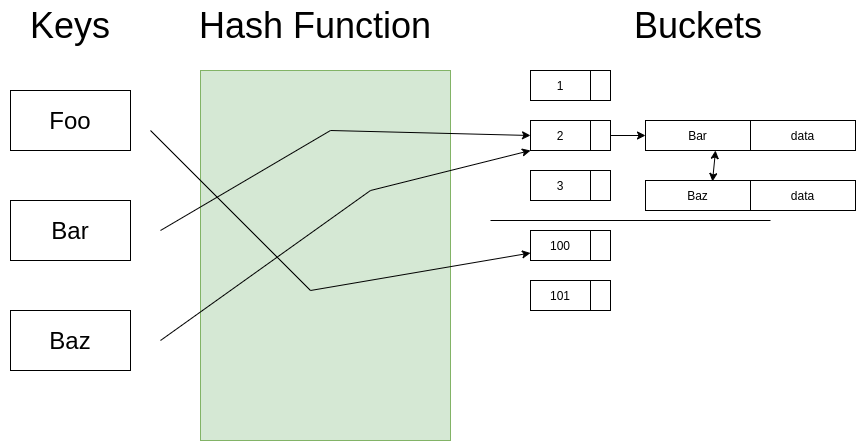 Keys
Hash Function
Buckets
Foo
Bar
Baz
1
2
3
100
101
Bar data
Baz data